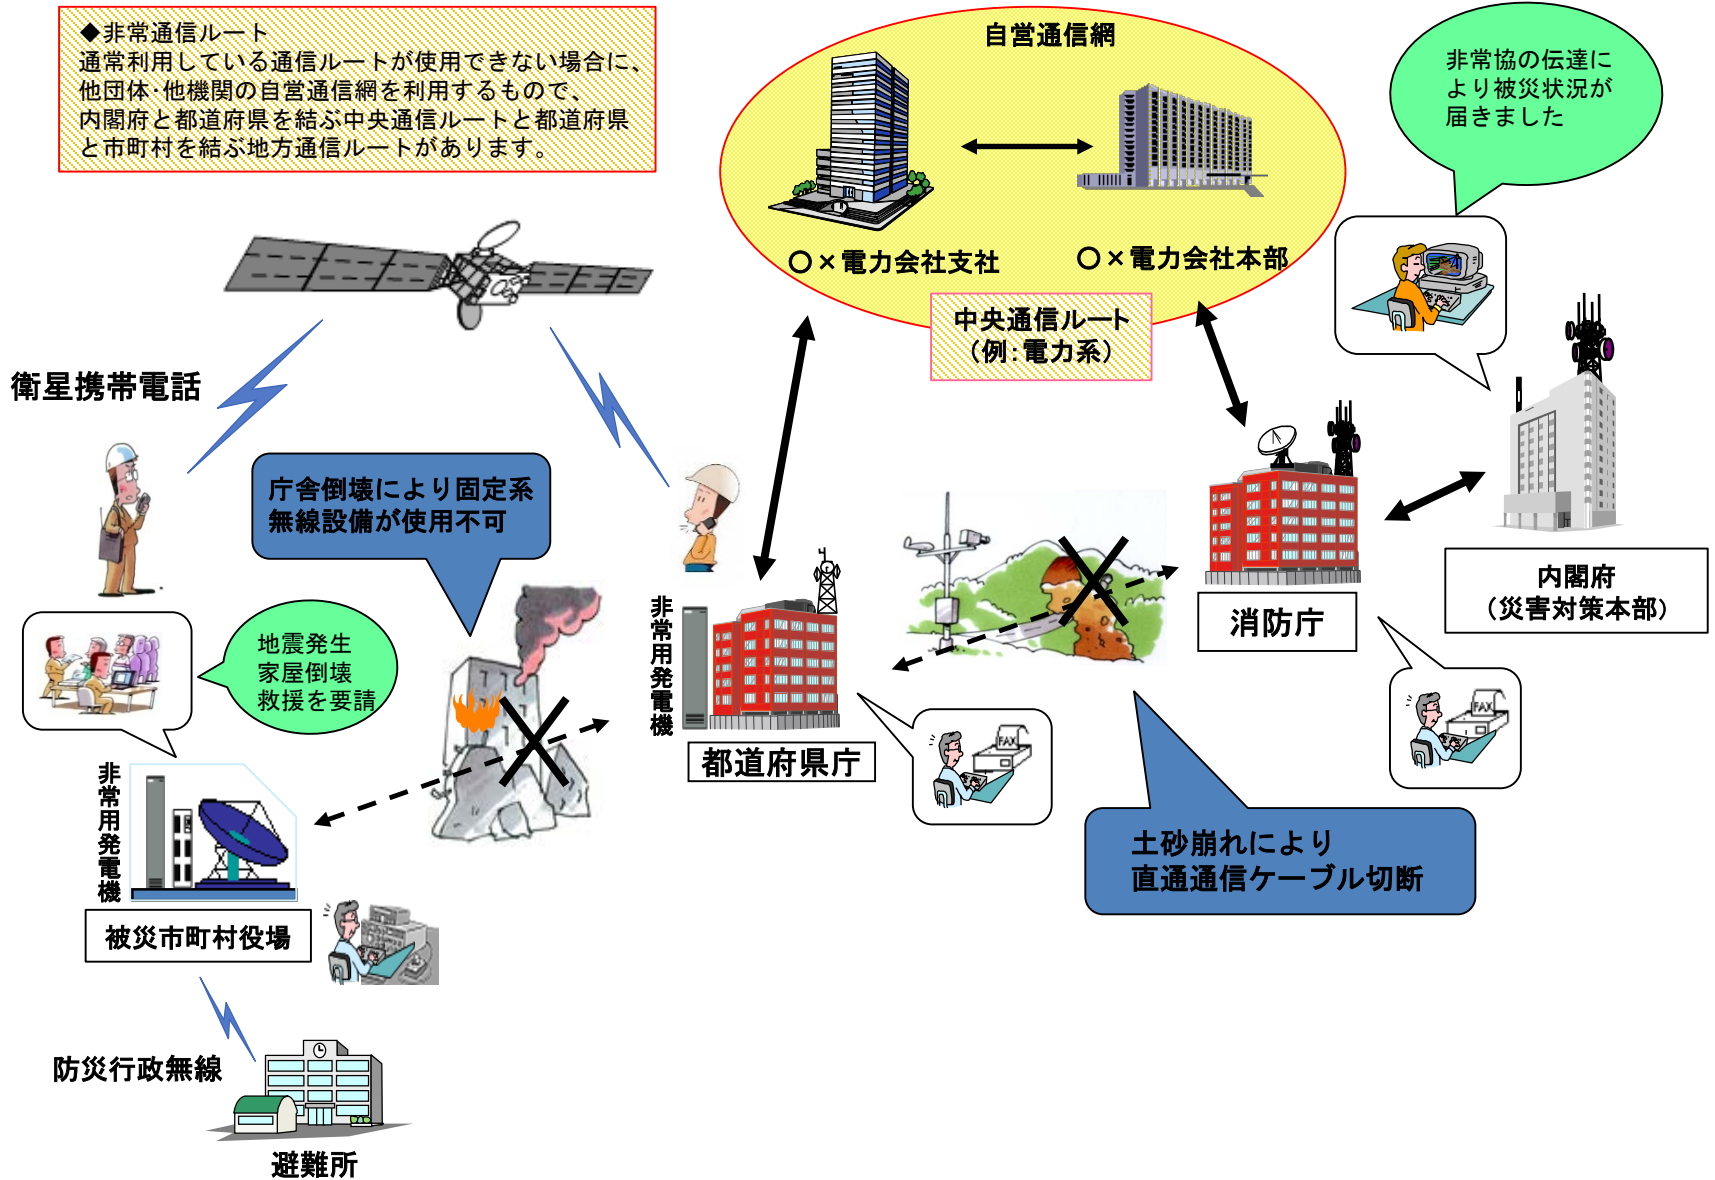 ◆非常通信ルート
通常利用している通信ルートが使用できない場合に、
他団体・他機関の自営通信網を利用するもので、
内閣府と都道府県を結ぶ中央通信ルートと都道府県
と市町村を結ぶ地方通信ルートがあります。
自営通信網
〇×電力会社支社
〇×電力会社本部
中央通信ルート
（例：電力系）
非常協の伝達に
より被災状況が
届きました
衛星携帯電話
庁舎倒壊により固定系
無線設備が使用不可
地震発生
家屋倒壊
救援を要請
非常用発電機
都道府県庁
FAX
消防庁
FAX
内閣府
（災害対策本部）
土砂崩れにより
直通通信ケーブル切断
非常用発電機
被災市町村役場
防災行政無線
避難所